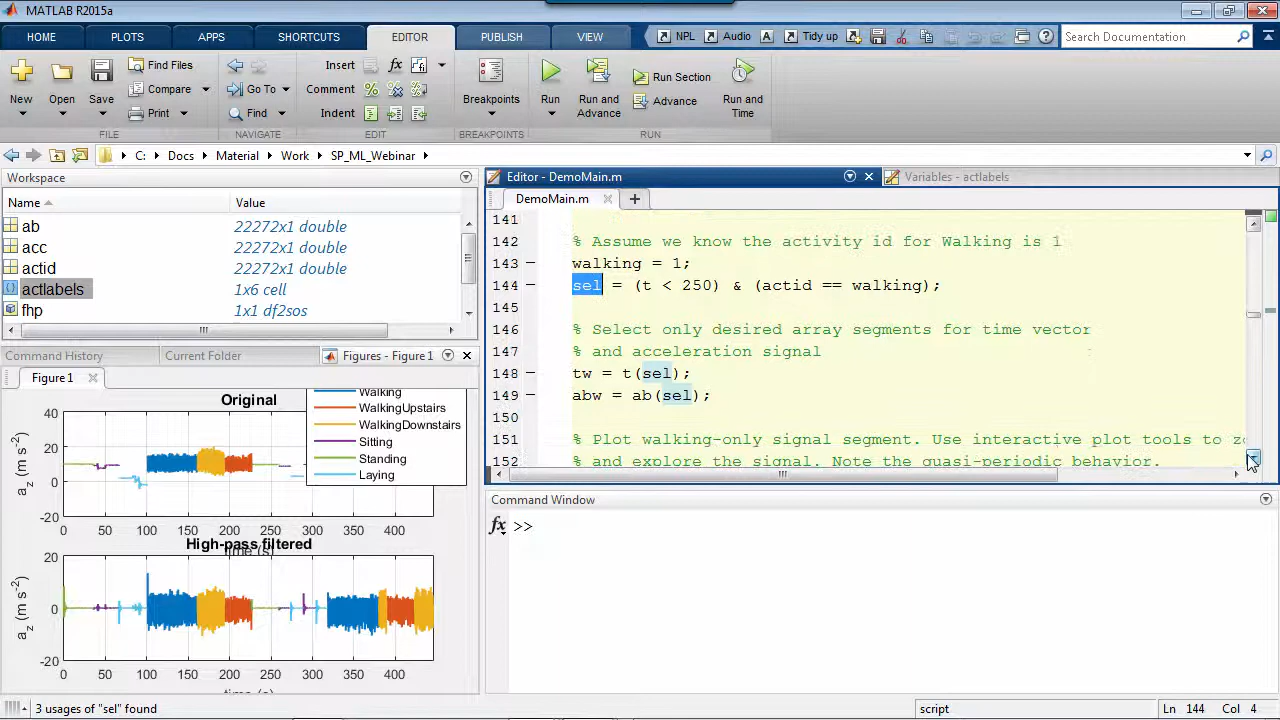 MATLAB R2015a
HOME PLOTS APPS SHORTCUTS EDITOR PUBLISH VIEW NPL Audio A Tidy up Search Documentation
New Open Save Find Files Compare Print
Go To Find
Insert fx
Comment
Indent
Breakpoints
Run Run and Advance Run Section Advance Run and Time
FILE NAVIGATE EDIT BREAKPOINTS RUN
C: Docs Material Work SP_ML_Webinar
Workspace
Name Value
ab 22272x1 double
acc 22272x1 double
actid 22272x1 double
actlabels 1x6 cell
fhp 1x1 df2sos
Command History Current Folder Figures - Figure 1
Figure 1
Original
Walking
WalkingUpstairs
WalkingDownstairs
Sitting
Standing
Laying
a_z (m s^-2)
40
20
0
-20
0 50 100 150 200 250 300 350 400
time (s)
High-pass filtered
a_z (m s^-2)
20
0
-20
0 50 100 150 200 250 300 350 400
time (s)
Editor - DemoMain.m Variables - actlabels
DemoMain.m
141
142 % Assume we know the activity id for Walking is 1
143 – walking = 1;
144 – sel = (t < 250) & (actid == walking);
145
146 % Select only desired array segments for time vector
147 % and acceleration signal
148 – tw = t(sel);
149 – abw = ab(sel);
150
151 % Plot walking-only signal segment. Use interactive plot tools to
152 % and explore the signal. Note the quasi-periodic behavior.
Command Window
fx >>
3 usages of "sel" found script Ln 144 Col 4